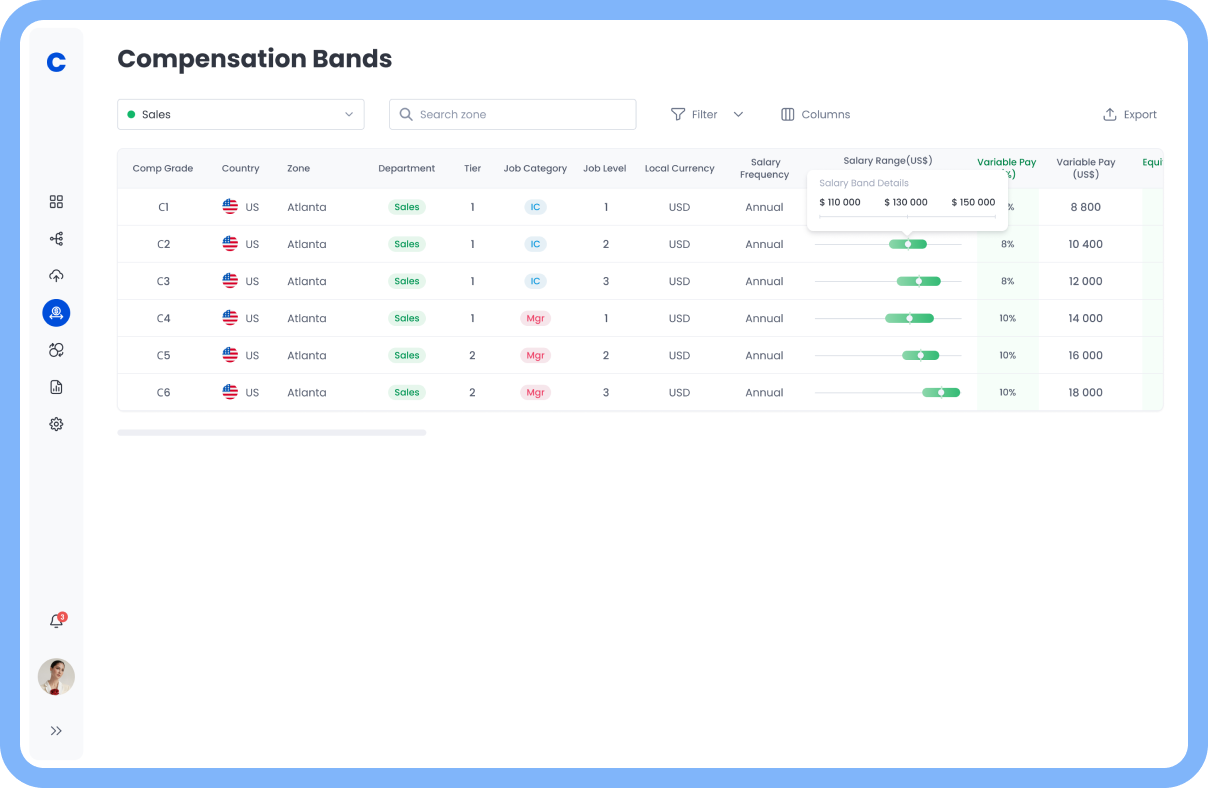 C
Compensation Bands
Sales
Search zone
Filter
Columns
Export
Comp Grade Country Zone Department Tier Job Category Job Level Local Currency Salary Frequency Salary Range(US$) Variable Pay %) Variable Pay (US$) Equi
Salary Band Details
$ 110 000 $ 130 000 $ 150 000
C1 US Atlanta Sales 1 IC 1 USD Annual % 8 800
C2 US Atlanta Sales 1 IC 2 USD Annual 8% 10 400
C3 US Atlanta Sales 1 IC 3 USD Annual 8% 12 000
C4 US Atlanta Sales 1 Mgr 1 USD Annual 10% 14 000
C5 US Atlanta Sales 2 Mgr 2 USD Annual 10% 16 000
C6 US Atlanta Sales 2 Mgr 3 USD Annual 10% 18 000
3